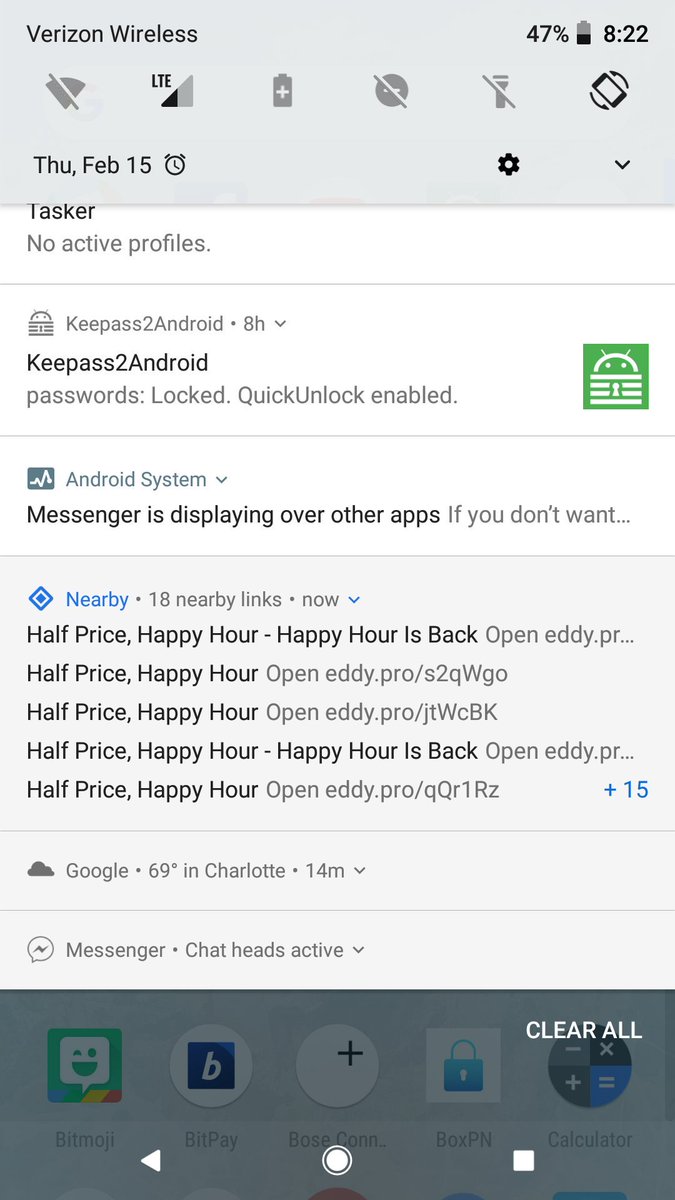 Verizon Wireless 47% 8:22
LTE
Thu, Feb 15
Tasker
No active profiles.
Keepass2Android • 8h
Keepass2Android
passwords: Locked. QuickUnlock enabled.
Android System
Messenger is displaying over other apps If you don’t want...
Nearby • 18 nearby links • now
Half Price, Happy Hour - Happy Hour Is Back Open eddy.pr...
Half Price, Happy Hour Open eddy.pro/s2qWgo
Half Price, Happy Hour Open eddy.pro/jtWcBK
Half Price, Happy Hour - Happy Hour Is Back Open eddy.pr...
Half Price, Happy Hour Open eddy.pro/qQr1Rz + 15
Google • 69° in Charlotte • 14m
Messenger • Chat heads active
CLEAR ALL
Bitmoji BitPay Bose Conn.. BoxPN Calculator